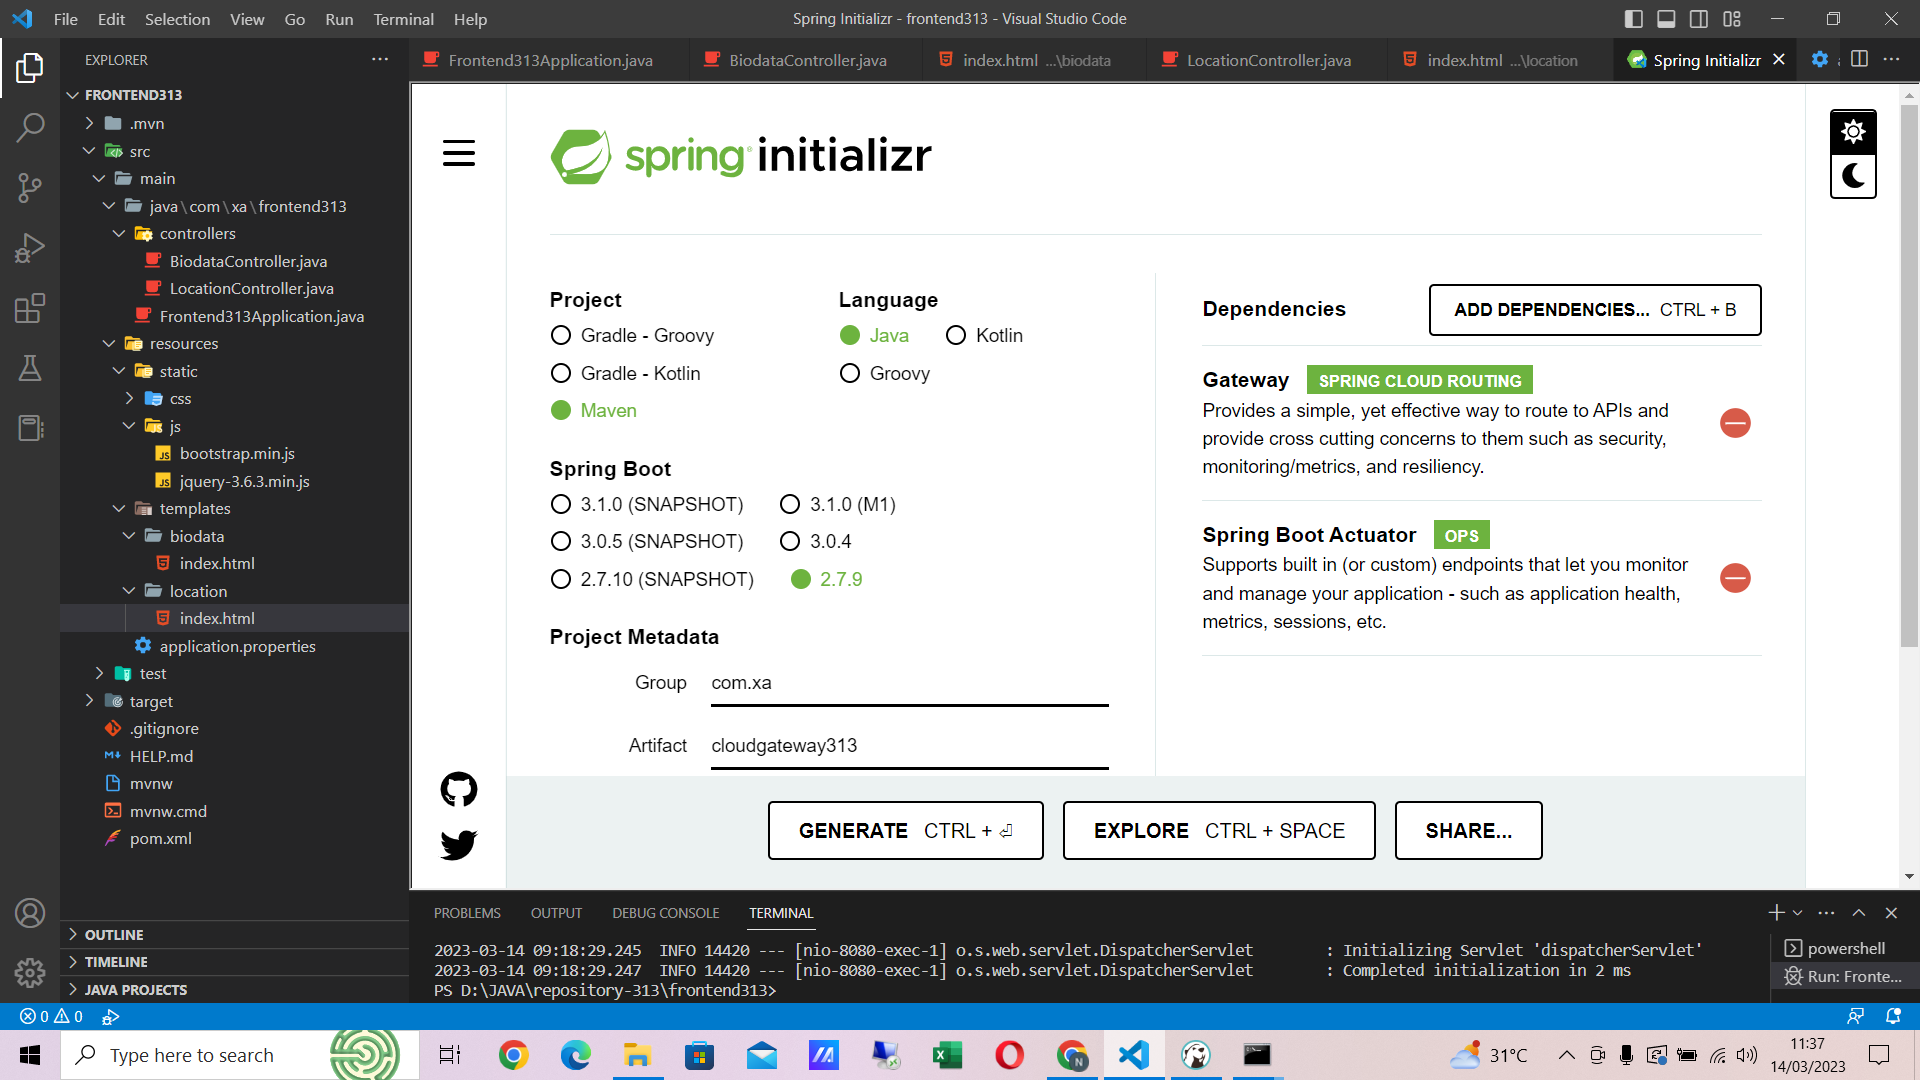 File Edit Selection View Go Run Terminal Help
Spring Initializr - frontend313 - Visual Studio Code
EXPLORER
FRONTEND313
.mvn
src
main
java\com\xa\frontend313
controllers
BiodataController.java
LocationController.java
Frontend313Application.java
resources
static
css
js
bootstrap.min.js
jquery-3.6.3.min.js
templates
biodata
index.html
location
index.html
application.properties
test
target
.gitignore
HELP.md
mvnw
mvnw.cmd
pom.xml
OUTLINE
TIMELINE
JAVA PROJECTS
Frontend313Application.java
BiodataController.java
index.html ...\biodata
LocationController.java
index.html ...\location
Spring Initializr
spring initializr
Project
Gradle - Groovy
Gradle - Kotlin
Maven
Language
Java
Kotlin
Groovy
Spring Boot
3.1.0 (SNAPSHOT)
3.1.0 (M1)
3.0.5 (SNAPSHOT)
3.0.4
2.7.10 (SNAPSHOT)
2.7.9
Project Metadata
Group com.xa
Artifact cloudgateway313
Dependencies
ADD DEPENDENCIES... CTRL + B
Gateway SPRING CLOUD ROUTING
Provides a simple, yet effective way to route to APIs and
provide cross cutting concerns to them such as security,
monitoring/metrics, and resiliency.
Spring Boot Actuator OPS
Supports built in (or custom) endpoints that let you monitor
and manage your application - such as application health,
metrics, sessions, etc.
GENERATE CTRL + ⏎
EXPLORE CTRL + SPACE
SHARE...
PROBLEMS OUTPUT DEBUG CONSOLE TERMINAL
2023-03-14 09:18:29.245 INFO 14420 --- [nio-8080-exec-1] o.s.web.servlet.DispatcherServlet : Initializing Servlet 'dispatcherServlet'
2023-03-14 09:18:29.247 INFO 14420 --- [nio-8080-exec-1] o.s.web.servlet.DispatcherServlet : Completed initialization in 2 ms
PS D:\JAVA\repository-313\frontend313>
powershell
Run: Fronte...
0 0
Type here to search
31°C
11:37
14/03/2023